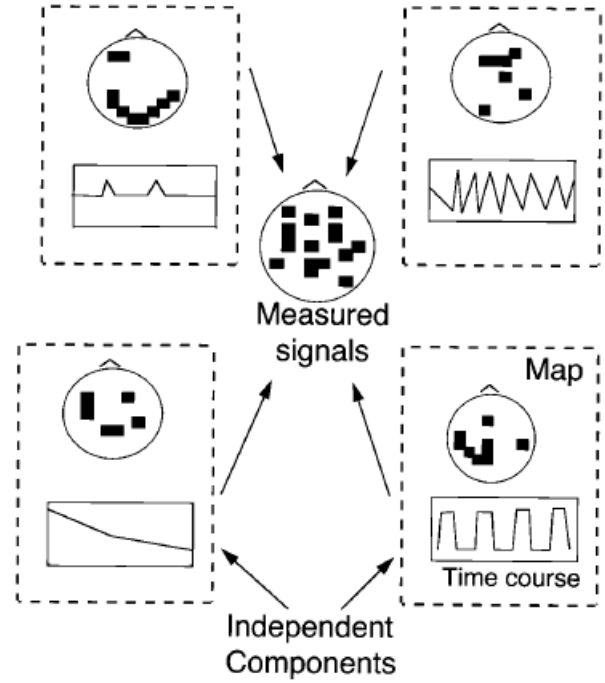 Measured
signals
Map
Time course
Independent
Components